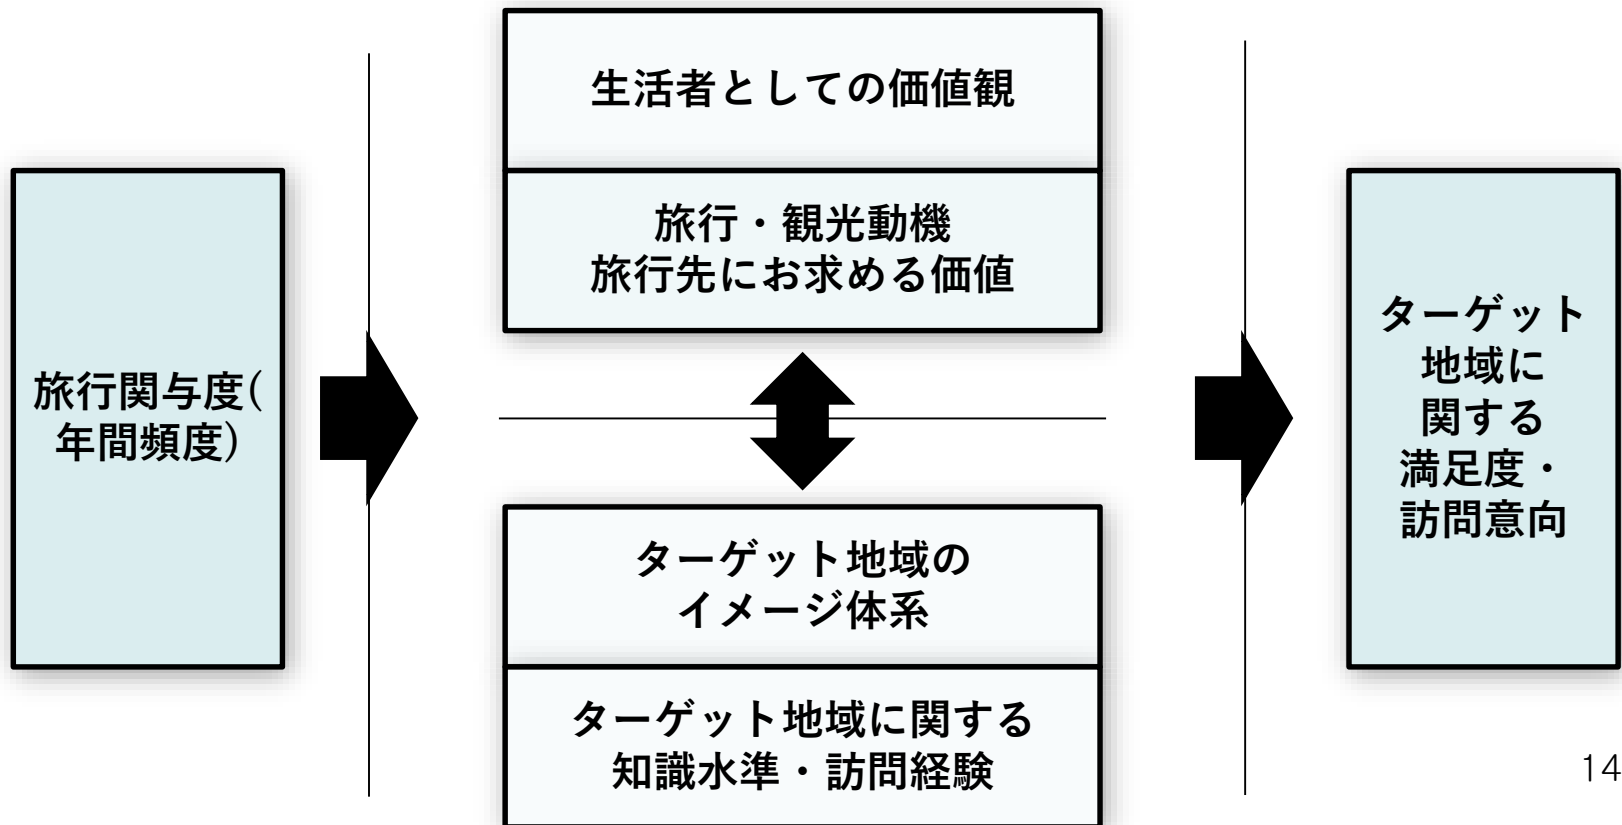 生活者としての価値観
旅行・観光動機
旅行先にお求める価値
旅行関与度(
年間頻度)
ターゲット
地域に
関する
満足度・
訪問意向
ターゲット地域の
イメージ体系
ターゲット地域に関する
知識水準・訪問経験
14